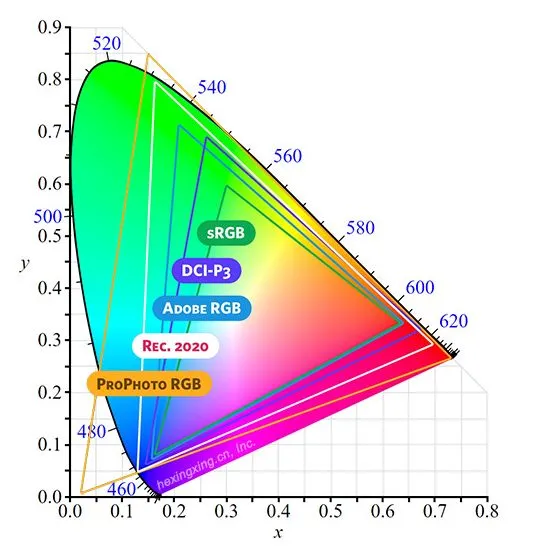 0.9
520
0.8
540
0.7
560
0.6
500
0.5
sRGB
580
DCI-P3
y
0.4
600
Adobe RGB
620
0.3
Rec. 2020
ProPhoto RGB
0.2
480
0.1
hexingxing.cn, inc.
460
0.0
0.0 0.1 0.2 0.3 0.4 0.5 0.6 0.7 0.8
x